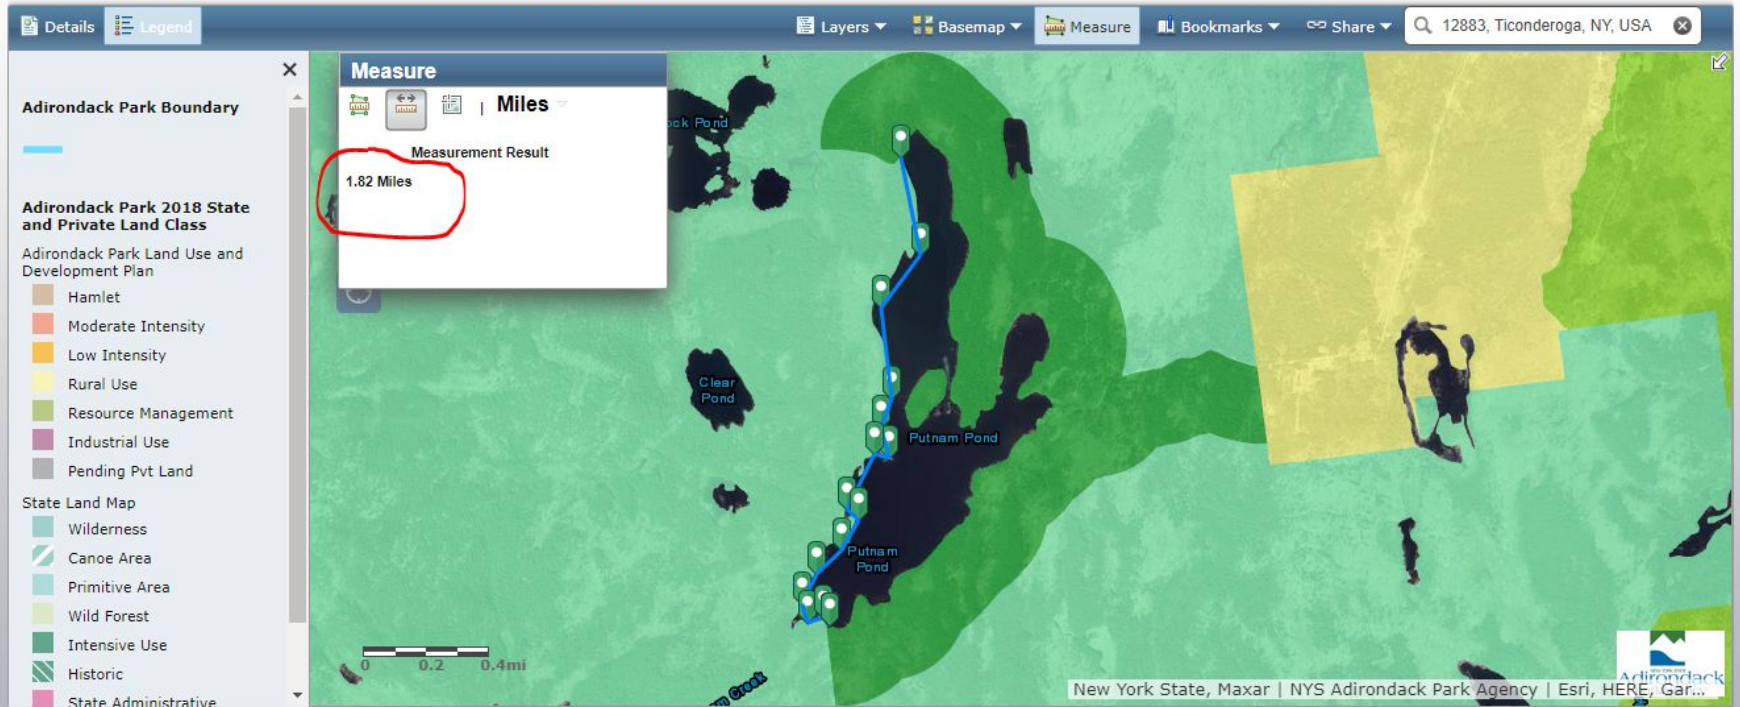 Details
Legend
Layers
Basemap
Measure
Bookmarks
Share
12883, Ticonderoga, NY, USA
Adirondack Park Boundary
Adirondack Park 2018 State
and Private Land Class
Adirondack Park Land Use and
Development Plan
Hamlet
Moderate Intensity
Low Intensity
Rural Use
Resource Management
Industrial Use
Pending Pvt Land
State Land Map
Wilderness
Canoe Area
Primitive Area
Wild Forest
Intensive Use
Historic
State Administrative
Measure
| Miles
Measurement Result
1.82 Miles
ock Pond
Clear
Pond
Putnam Pond
Putnam
Pond
Creek
0 0.2 0.4mi
Adirondack
New York State, Maxar | NYS Adirondack Park Agency | Esri, HERE, Gar...